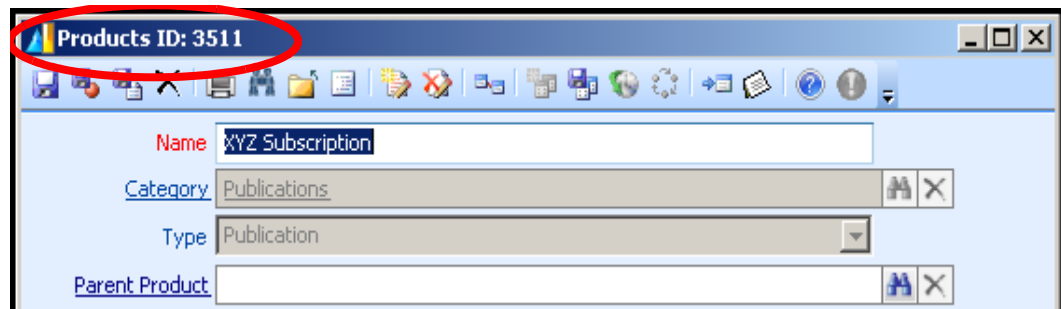 Products ID: 3511
Name XYZ Subscription
Category Publications
Type Publication
Parent Product